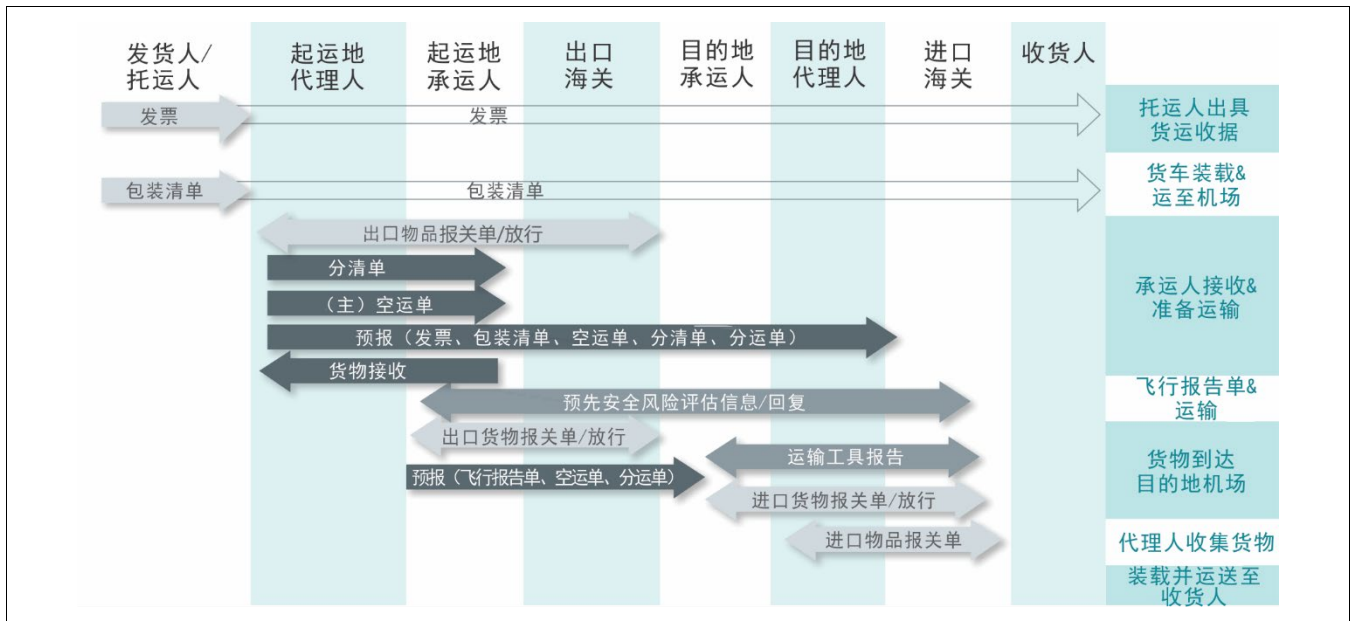 发货人/
托运人
起运地
代理人
起运地
承运人
出口
海关
目的地
承运人
目的地
代理人
进口
海关
收货人
发票
发票
托运人出具
货运收据
包装清单
包装清单
货车装载&
运至机场
出口物品报关单/放行
分清单
（主）空运单
预报（发票、包装清单、空运单、分清单、分运单）
货物接收
承运人接收&
准备运输
预先安全风险评估信息/回复
飞行报告单&
运输
出口货物报关单/放行
运输工具报告
预报（飞行报告单、空运单、分运单）
进口货物报关单/放行
货物到达
目的地机场
进口物品报关单
代理人收集货物
装载并运送至
收货人